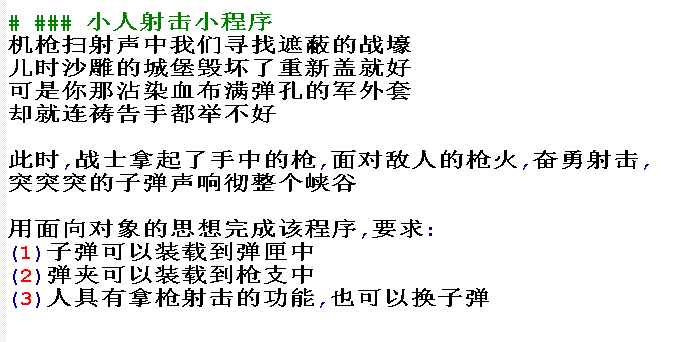 # ### 小人射击小程序
机枪扫射声中我们寻找遮蔽的战壕
儿时沙雕的城堡毁坏了重新盖就好
可是你那沾染血布满弹孔的军外套
却就连祷告手都举不好
此时,战士拿起了手中的枪,面对敌人的枪火,奋勇射击,
突突突的子弹声响彻整个峡谷
用面向对象的思想完成该程序,要求:
(1)子弹可以装载到弹匣中
(2)弹夹可以装载到枪支中
(3)人具有拿枪射击的功能,也可以换子弹